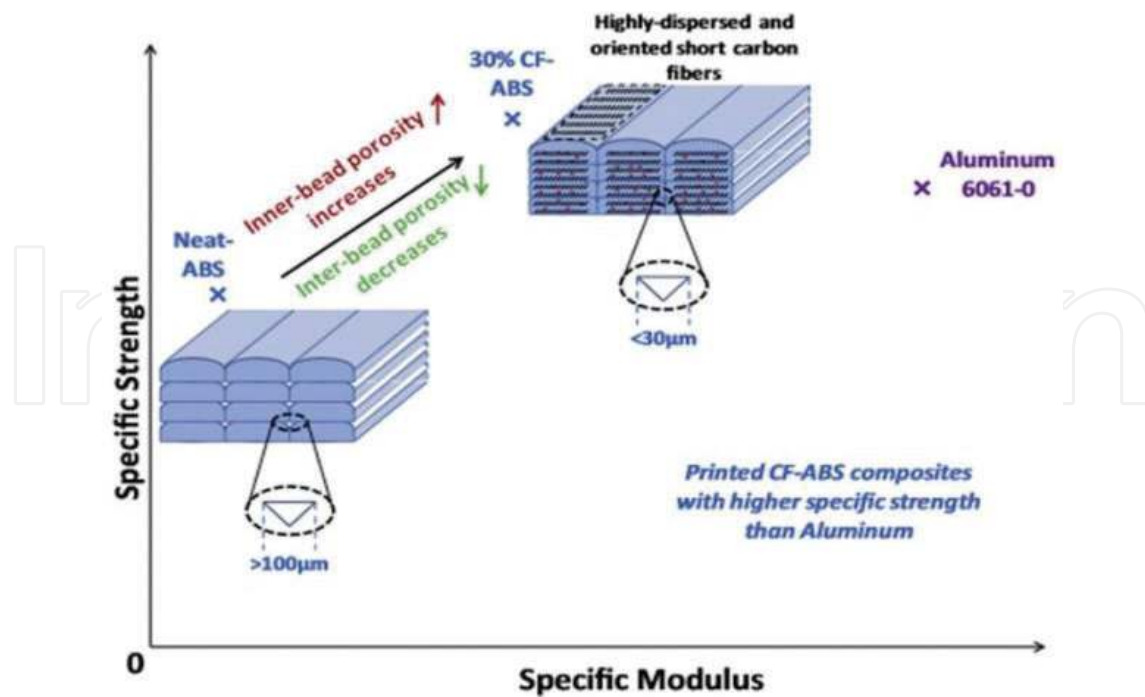 Highly-dispersed and
oriented short carbon
fibers
30% CF-
ABS
Inner-bead porosity
increases
Inter-bead porosity
decreases
Neat-
ABS
Aluminum
6061-0
<30µm
>100µm
Printed CF-ABS composites
with higher specific strength
than Aluminum
Specific Strength
0
Specific Modulus